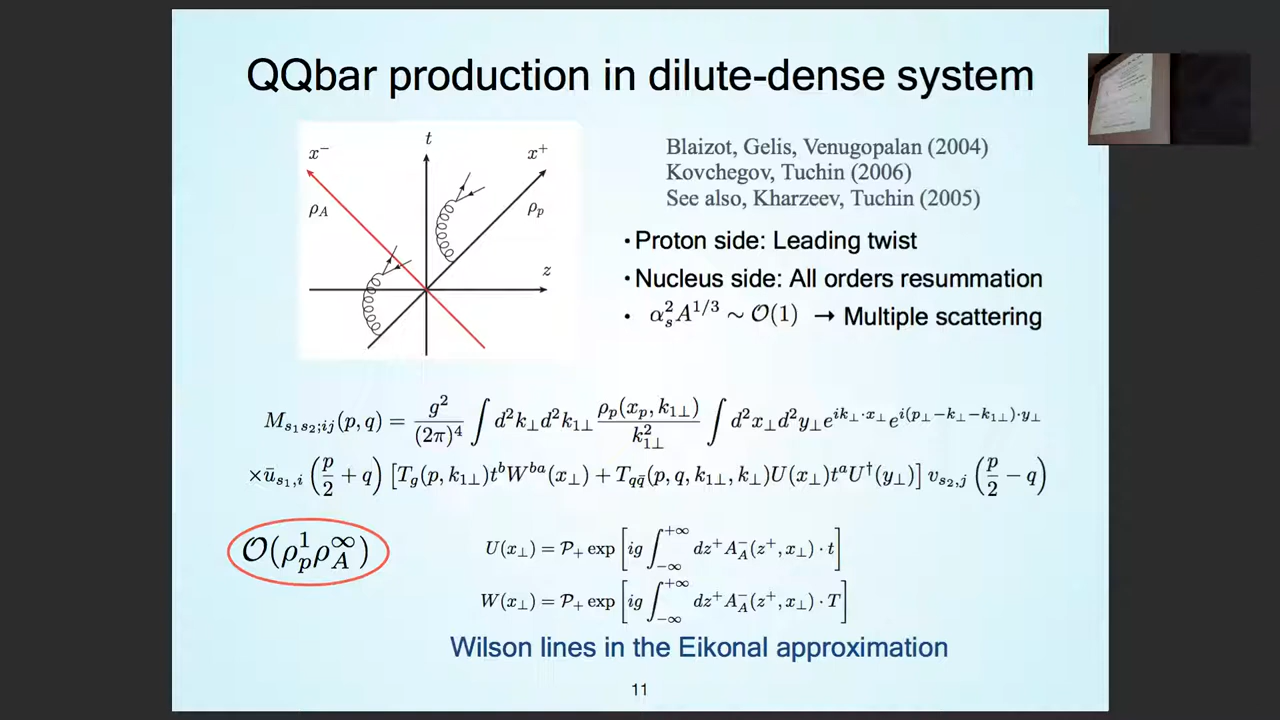 QQbar production in dilute-dense system
t
x⁻
x⁺
ρ_A
ρ_p
z
Blaizot, Gelis, Venugopalan (2004)
Kovchegov, Tuchin (2006)
See also, Kharzeev, Tuchin (2005)
• Proton side: Leading twist
• Nucleus side: All orders resummation
• α_s^2 A^{1/3} ∼ 𝒪(1) → Multiple scattering
M_{s_1s_2;ij}(p,q) = \frac{g^2}{(2π)^4} ∫ d^2k_⊥ d^2k_{1⊥} \frac{ρ_p(x_p,k_{1⊥})}{k_{1⊥}^2} ∫ d^2x_⊥ d^2y_⊥ e^{ik_⊥·x_⊥} e^{i(p_⊥−k_⊥−k_{1⊥})·y_⊥}
×ū_{s_1,i} (\frac{p}{2} + q) [T_g(p,k_{1⊥})t^bW^{ba}(x_⊥) + T_{q\bar{q}}(p,q,k_{1⊥},k_⊥)U(x_⊥)t^aU^†(y_⊥)] v_{s_2,j} (\frac{p}{2} − q)
𝒪(ρ_p^1 ρ_A^∞)
U(x_⊥) = 𝒫_+ exp [ig ∫_{−∞}^{+∞} dz^+ A_A^−(z^+,x_⊥) · t]
W(x_⊥) = 𝒫_+ exp [ig ∫_{−∞}^{+∞} dz^+ A_A^−(z^+,x_⊥) · T]
Wilson lines in the Eikonal approximation
11